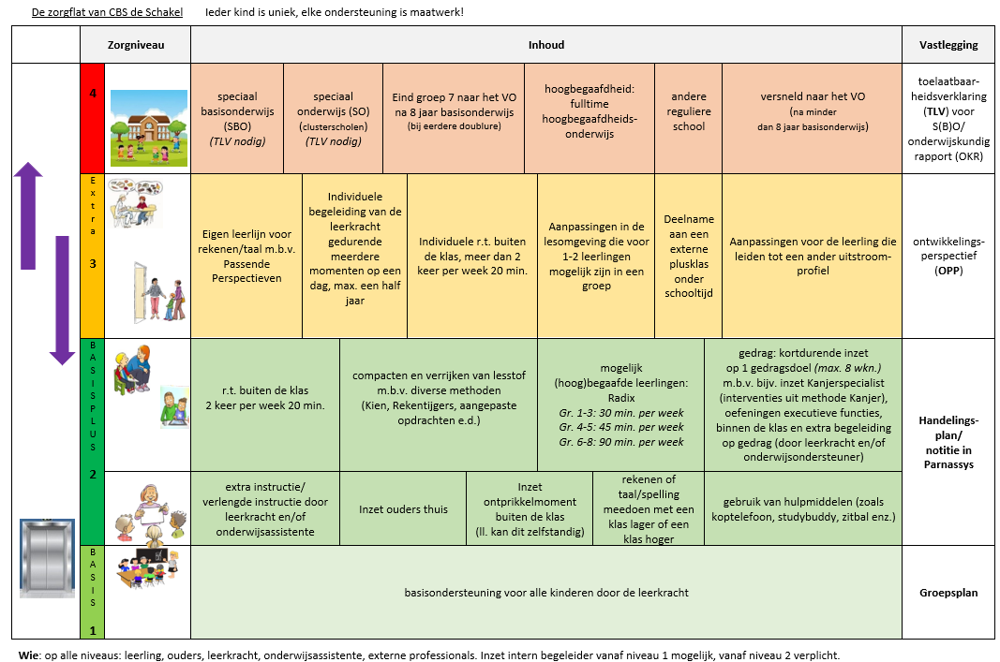 De zorgflat van CBS de Schakel Ieder kind is uniek, elke ondersteuning is maatwerk!
Zorgniveau
Inhoud
Vastlegging
4
speciaal
basisonderwijs
(SBO)
(TLV nodig)
speciaal
onderwijs (SO)
(clusterscholen)
(TLV nodig)
Eind groep 7 naar het VO
na 8 jaar basisonderwijs
(bij eerdere doublure)
hoogbegaafdheid:
fulltime
hoogbegaafdheids-
onderwijs
andere
reguliere
school
versneld naar het VO
(na minder
dan 8 jaar basisonderwijs)
toelaatbaar-
heidsverklaring
(TLV) voor
S(B)O/
onderwijskundig
rapport (OKR)
Extra
3
Eigen leerlijn voor
rekenen/taal m.b.v.
Passende
Perspectieven
Individuele
begeleiding van de
leerkracht
gedurende
meerdere
momenten op een
dag, max. een half
jaar
Individuele r.t. buiten
de klas, meer dan 2
keer per week 20 min.
Aanpassingen in de
lesomgeving die voor
1-2 leerlingen
mogelijk zijn in een
groep
Deelname
aan een
externe
plusklas
onder
schooltijd
Aanpassingen voor de leerling die
leiden tot een ander uitstroom-
profiel
ontwikkelings-
perspectief
(OPP)
BASISPLUS
2
r.t. buiten de klas
2 keer per week 20 min.
compacten en verrijken van lesstof
m.b.v. diverse methoden
(Kien, Rekentijgers, aangepaste
opdrachten e.d.)
mogelijk
(hoog)begaafde leerlingen:
Radix
Gr. 1-3: 30 min. per week
Gr. 4-5: 45 min. per week
Gr. 6-8: 90 min. per week
gedrag: kortdurende inzet
op 1 gedragsdoel (max. 8 wkn.)
m.b.v. bijv. inzet Kanjerspecialist
(interventies uit methode Kanjer),
oefeningen executieve functies,
binnen de klas en extra begeleiding
op gedrag (door leerkracht en/of
onderwijsondersteuner)
Handelings-
plan/
notitie in
Parnassys
extra instructie/
verlengde instructie door
leerkracht en/of
onderwijsassistente
Inzet ouders thuis
Inzet
ontprikkelmoment
buiten de klas
(ll. kan dit zelfstandig)
rekenen of
taal/spelling
meedoen met een
klas lager of een
klas hoger
gebruik van hulpmiddelen (zoals
koptelefoon, studybuddy, zitbal enz.)
BASIS
1
basisondersteuning voor alle kinderen door de leerkracht
Groepsplan
Wie: op alle niveaus: leerling, ouders, leerkracht, onderwijsassistente, externe professionals. Inzet intern begeleider vanaf niveau 1 mogelijk, vanaf niveau 2 verplicht.